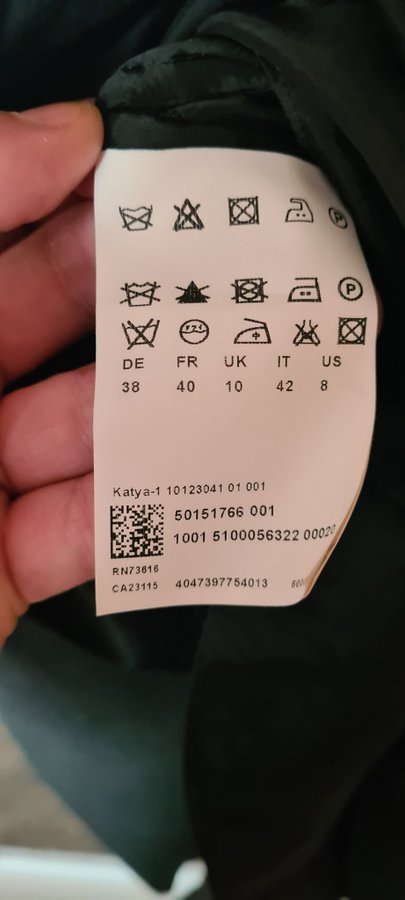 P
P
DE FR UK IT US
38 40 10 42 8
Katya-1 10123041 01 001
50151766 001
1001 5100056322 00020
RN73616
CA23115 4047397754013